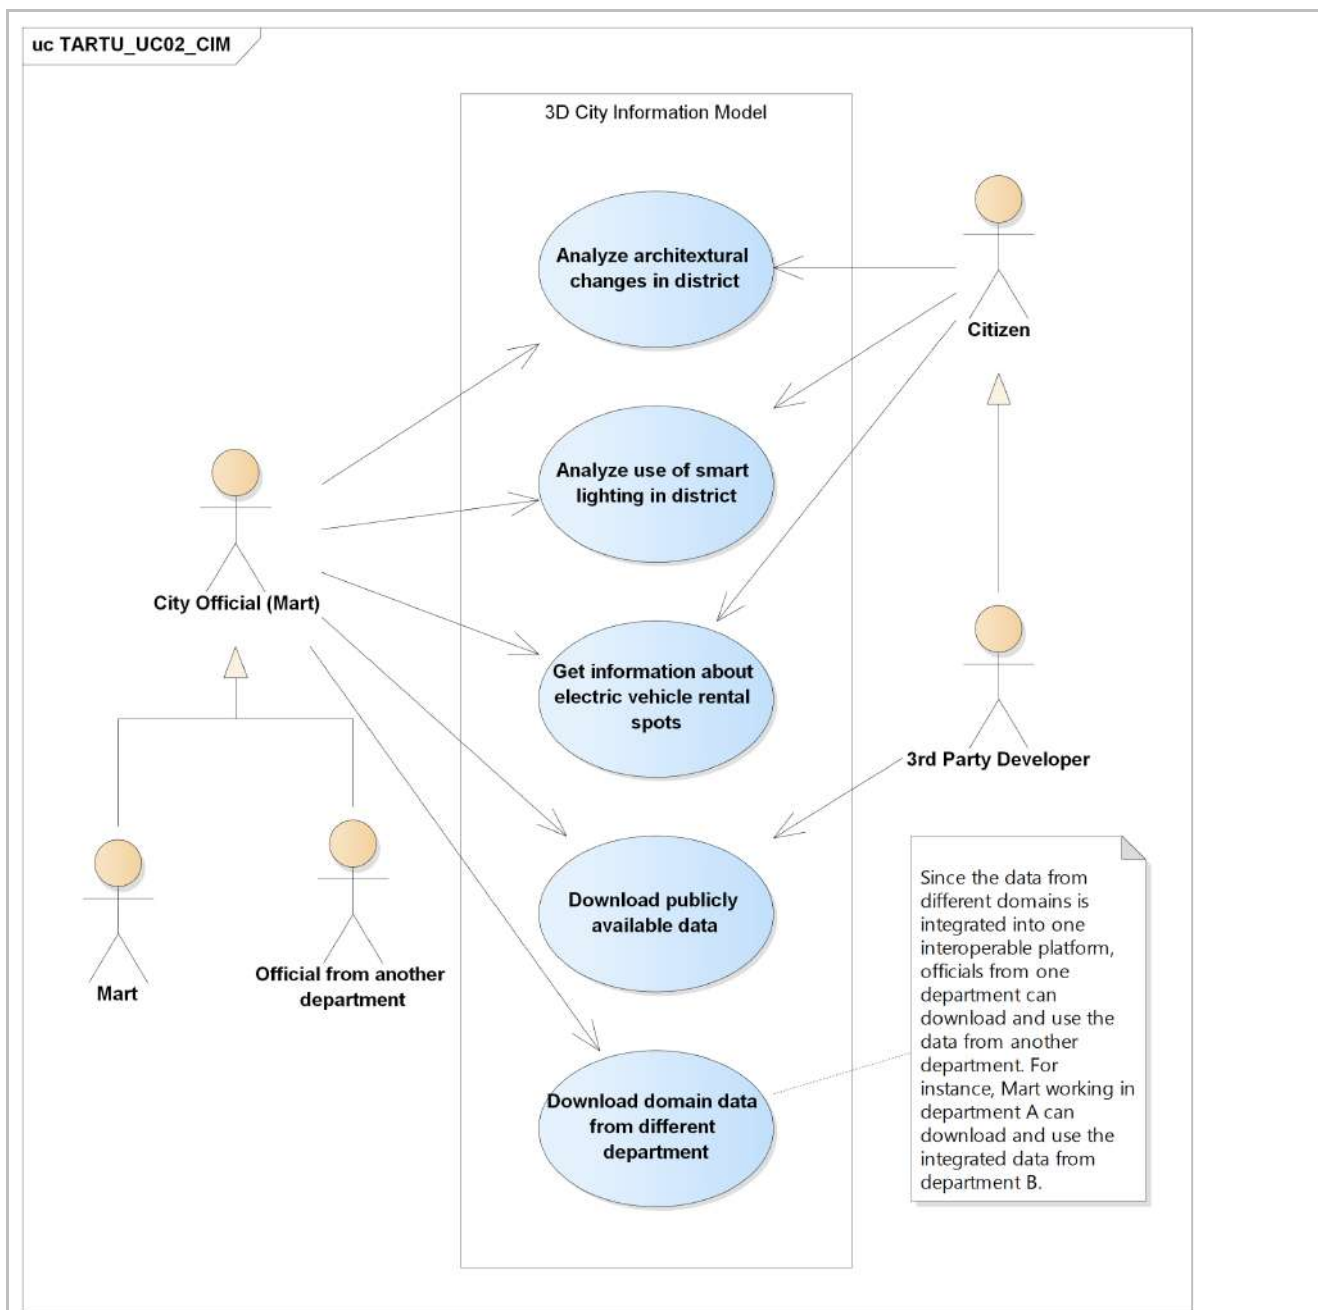 uc TARTU_UC02_CIM
3D City Information Model
Analyze architextural
changes in district
Citizen
Analyze use of smart
lighting in district
City Official (Mart)
Get information about
electric vehicle rental
spots
3rd Party Developer
Download publicly
available data
Mart
Official from another
department
Download domain data
from different
department
Since the data from
different domains is
integrated into one
interoperable platform,
officials from one
department can
download and use the
data from another
department. For
instance, Mart working in
department A can
download and use the
integrated data from
department B.